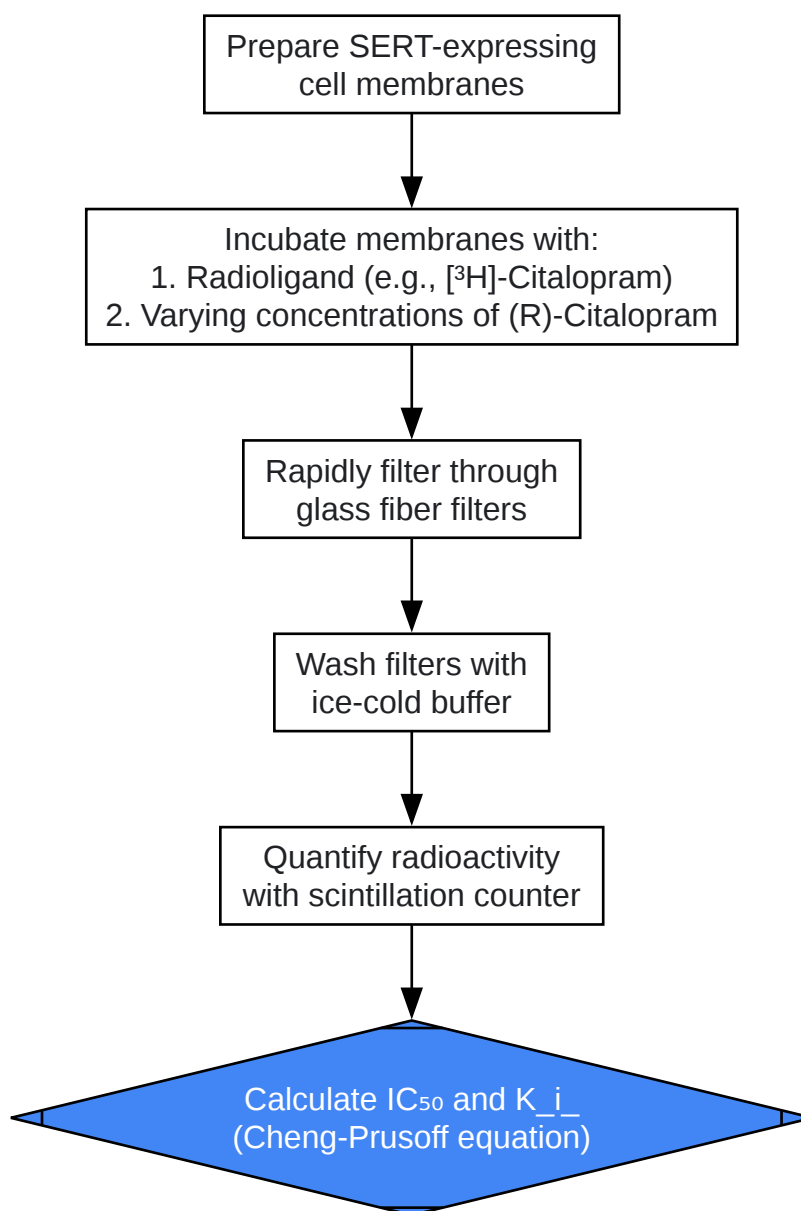 Prepare SERT-expressing
cell membranes
Incubate membranes with:
1. Radioligand (e.g., [³H]-Citalopram)
2. Varying concentrations of (R)-Citalopram
Rapidly filter through
glass fiber filters
Wash filters with
ice-cold buffer
Quantify radioactivity
with scintillation counter
Calculate IC₅₀ and K_i_
(Cheng-Prusoff equation)